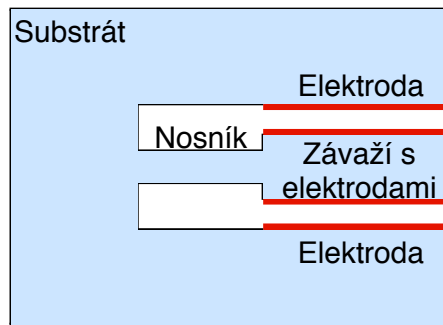 Substrát
Elektroda
Nosník
Závaží s
elektrodami
Elektroda